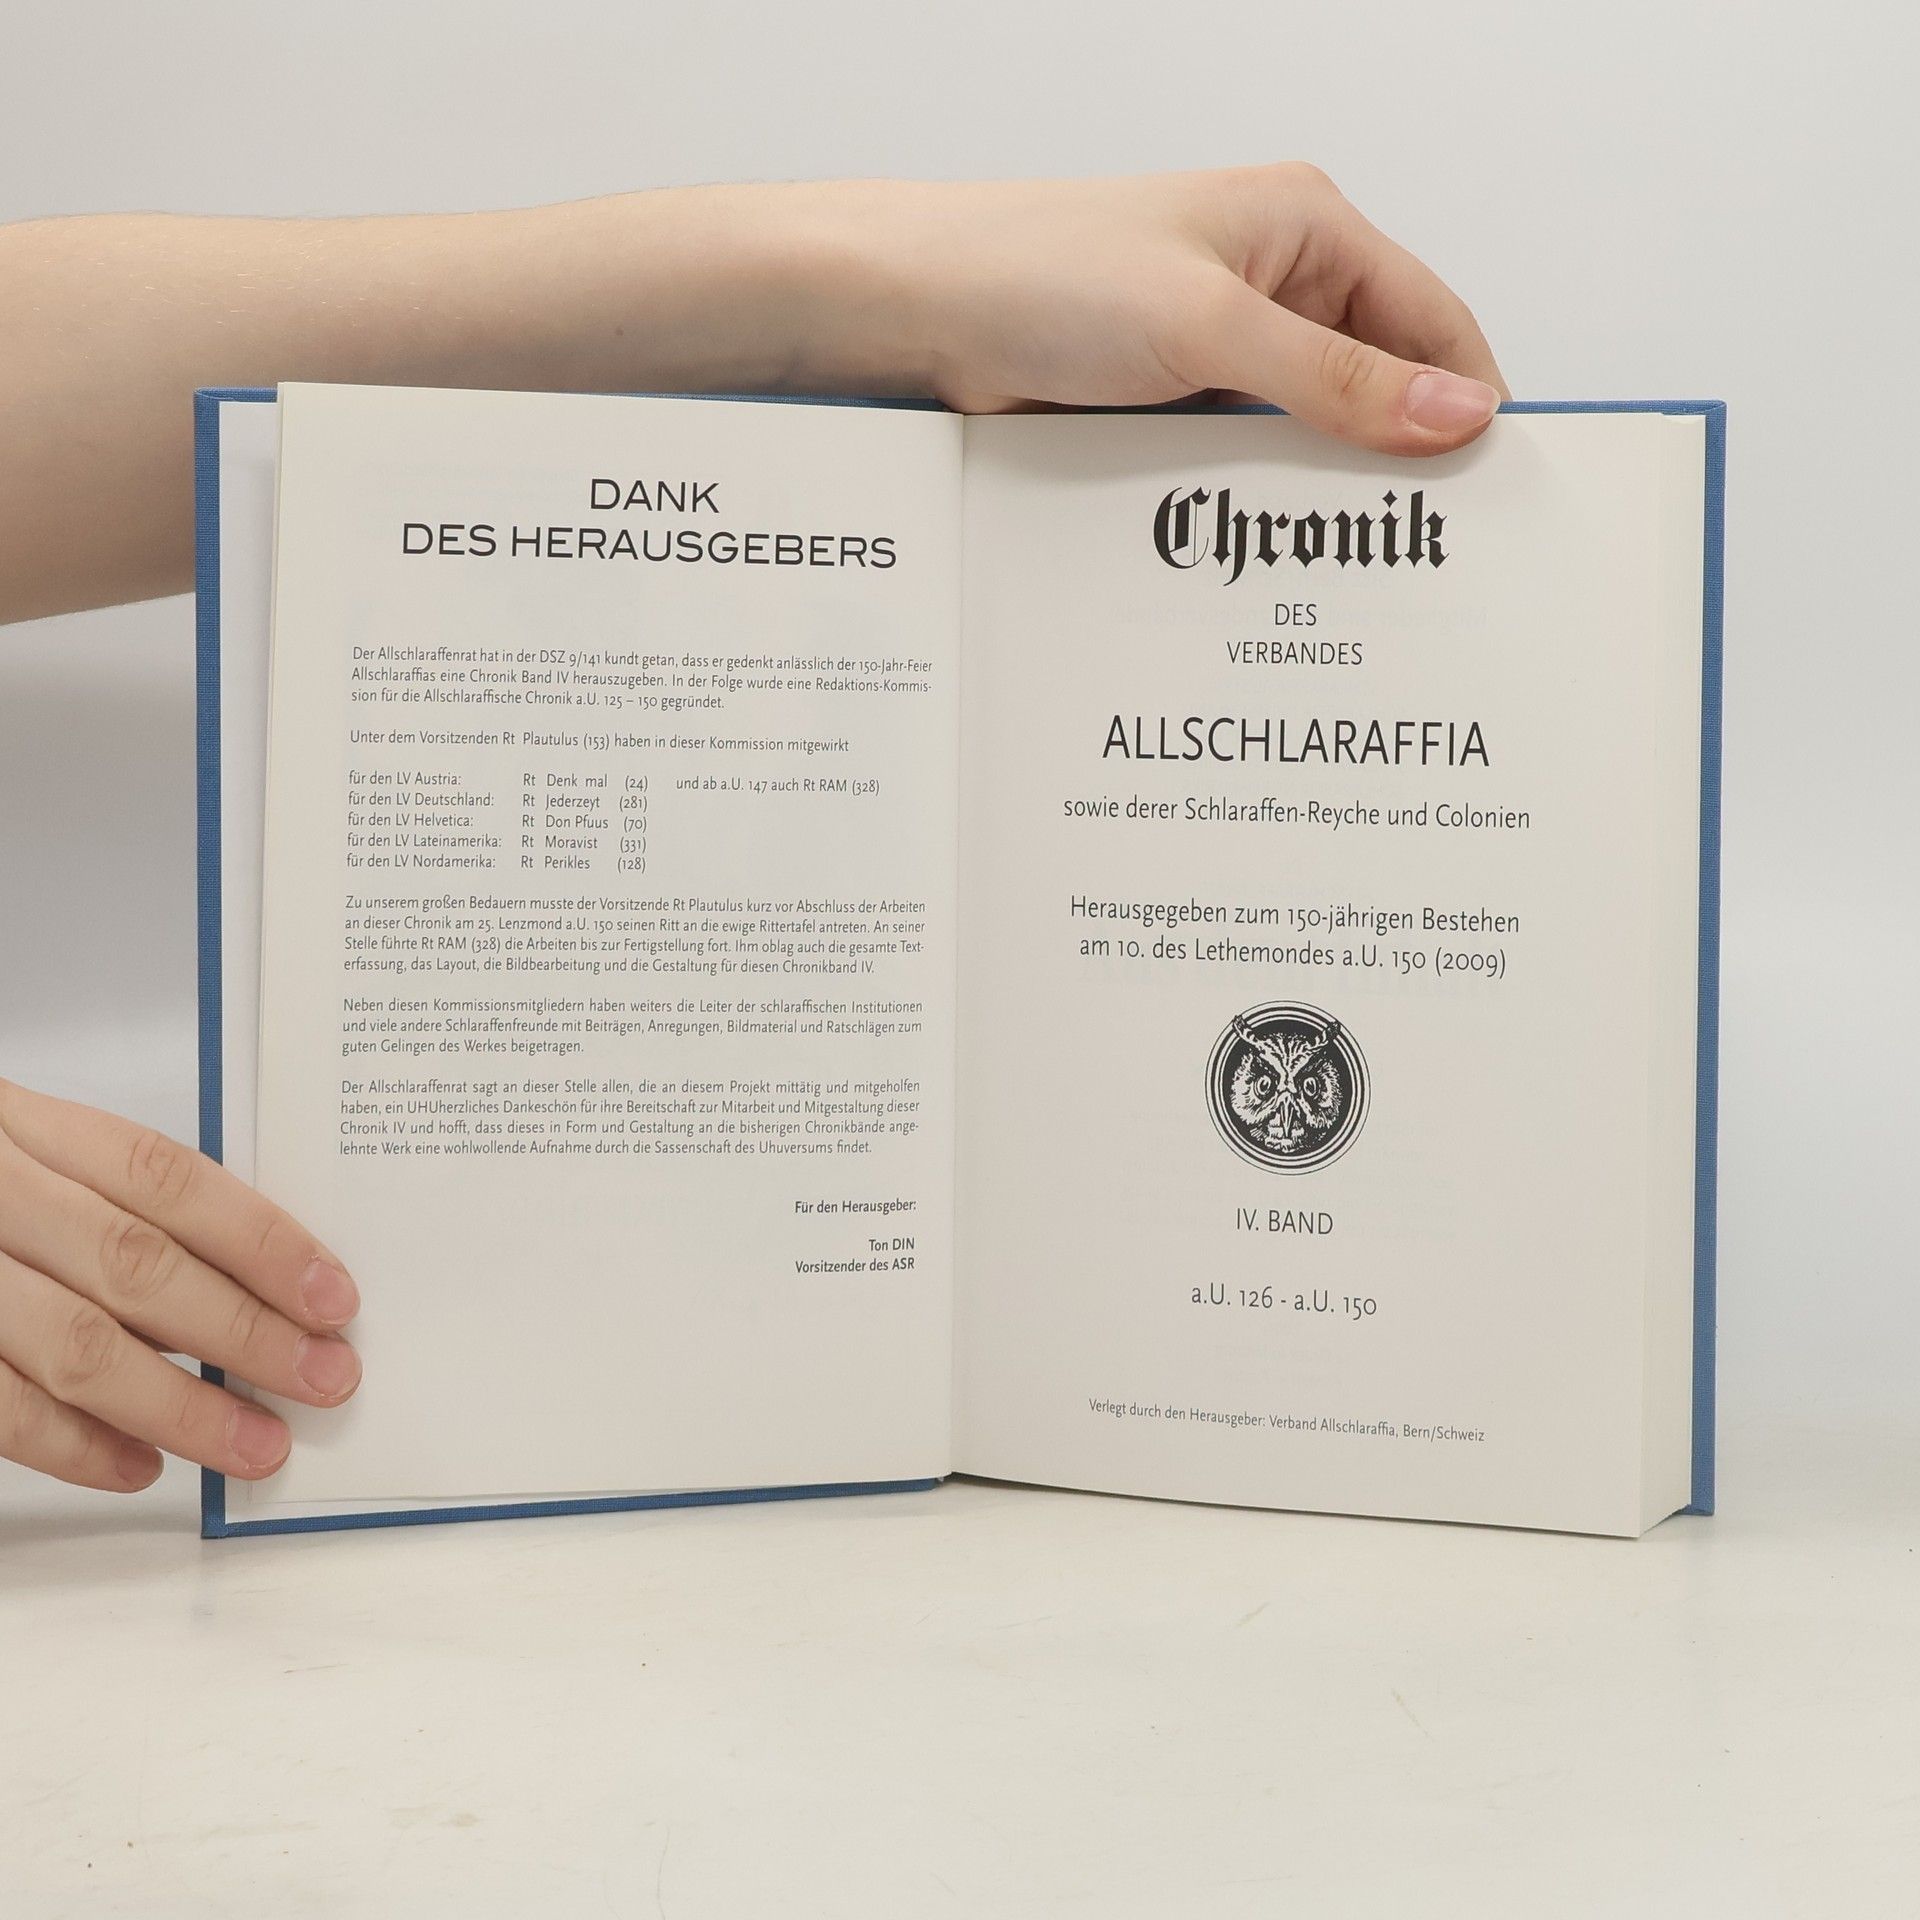 DANK
DES HERAUSGEBERS
Der Allschlaraffenrat hat in der DSZ 9/141 kundt getan, dass er gedenkt anlässlich der 150-Jahr-Feier
Allschlaraffias eine Chronik Band IV herauszugeben. In der Folge wurde eine Redaktions-Kommis-
sion für die Allschlaraffische Chronik a.U. 125 – 150 gegründet.
Unter dem Vorsitzenden Rt Plautulus (153) haben in dieser Kommission mitgewirkt
für den LV Austria: Rt Denk mal (24) und ab a.U. 147 auch Rt RAM (328)
für den LV Deutschland: Rt Jederzeyt (281)
für den LV Helvetica: Rt Don Pfuus (70)
für den LV Lateinamerika: Rt Moravist (331)
für den LV Nordamerika: Rt Perikles (128)
Zu unserem großen Bedauern musste der Vorsitzende Rt Plautulus kurz vor Abschluss der Arbeiten
an dieser Chronik am 25. Lenzmond a.U. 150 seinen Ritt an die ewige Rittertafel antreten. An seiner
Stelle führte Rt RAM (328) die Arbeiten bis zur Fertigstellung fort. Ihm oblag auch die gesamte Text-
erfassung, das Layout, die Bildbearbeitung und die Gestaltung für diesen Chronikband IV.
Neben diesen Kommissionsmitgliedern haben weiters die Leiter der schlaraffischen Institutionen
und viele andere Schlaraffenfreunde mit Beiträgen, Anregungen, Bildmaterial und Ratschlägen zum
guten Gelingen des Werkes beigetragen.
Der Allschlaraffenrat sagt an dieser Stelle allen, die an diesem Projekt mittätig und mitgeholfen
haben, ein UHUherzliches Dankeschön für ihre Bereitschaft zur Mitarbeit und Mitgestaltung dieser
Chronik IV und hofft, dass dieses in Form und Gestaltung an die bisherigen Chronikbände ange-
lehnte Werk eine wohlwollende Aufnahme durch die Sassenschaft des Uhuversums findet.
Für den Herausgeber:
Ton DIN
Vorsitzender des ASR
Chronik
DES
VERBANDES
ALLSCHLARAFFIA
sowie derer Schlaraffen-Reyche und Colonien
Herausgegeben zum 150-jährigen Bestehen
am 10. des Lethemondes a.U. 150 (2009)
IV. BAND
a.U. 126 - a.U. 150
Verlegt durch den Herausgeber: Verband Allschlaraffia, Bern/Schweiz